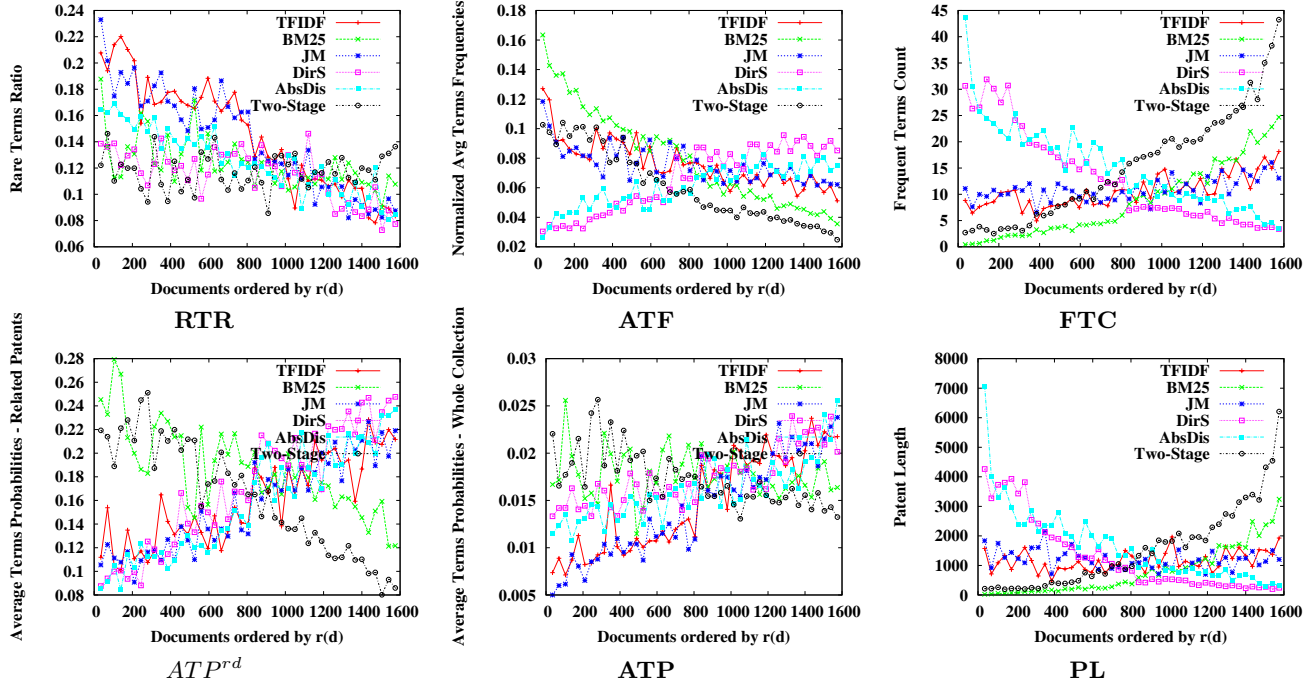 Rare Terms Ratio
0.24
0.22
0.2
0.18
0.16
0.14
0.12
0.1
0.08
0.06
TFIDF
BM25
JM
DirS
AbsDis
Two-Stage
0 200 400 600 800 1000 1200 1400 1600
Documents ordered by r(d)
RTR
Normalized Avg Terms Frequencies
0.18
0.16
0.14
0.12
0.1
0.08
0.06
0.04
0.02
TFIDF
BM25
JM
DirS
AbsDis
Two-Stage
0 200 400 600 800 1000 1200 1400 1600
Documents ordered by r(d)
ATF
Frequent Terms Count
45
40
35
30
25
20
15
10
5
0
TFIDF
BM25
JM
DirS
AbsDis
Two-Stage
0 200 400 600 800 1000 1200 1400 1600
Documents ordered by r(d)
FTC
Average Terms Probabilities - Related Patents
0.28
0.26
0.24
0.22
0.2
0.18
0.16
0.14
0.12
0.1
0.08
TFIDF
BM25
JM
DirS
AbsDis
Two-Stage
0 200 400 600 800 1000 1200 1400 1600
Documents ordered by r(d)
ATP^{rd}
Average Terms Probabilities - Whole Collection
0.03
0.025
0.02
0.015
0.01
0.005
TFIDF
BM25
JM
DirS
AbsDis
Two-Stage
0 200 400 600 800 1000 1200 1400 1600
Documents ordered by r(d)
ATP
Patent Length
8000
7000
6000
5000
4000
3000
2000
1000
0
TFIDF
BM25
JM
DirS
AbsDis
Two-Stage
0 200 400 600 800 1000 1200 1400 1600
Documents ordered by r(d)
PL